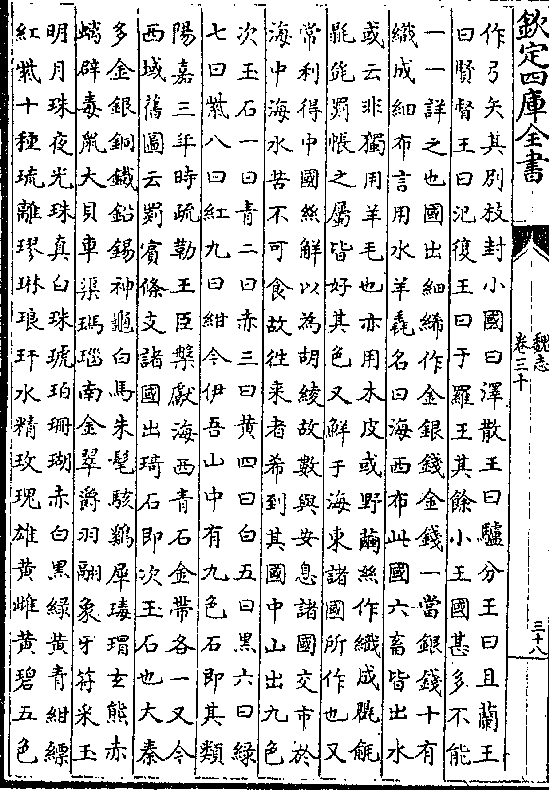 欽定四庫全書
魏志
卷三十
三十八
作弓矢其别枝封小國曰澤散王曰驢分王曰且蘭王
曰賢督王曰汜復王曰于羅王其餘小王國甚多不能
一一詳之也國出細絺作金銀錢金錢一當銀錢十有
織成細布言用水羊毳名曰海西布此國六畜皆出水
或云非獨用羊毛也亦用木皮或野繭絲作織成氍毹
毾㲪罽帳之屬皆好其色又鮮于海東諸國所作也又
常利得中國絲解以為胡綾故數與安息諸國交市於
海中海水苦不可食故往来者希到其國中山出九色
次玉石一曰青二曰赤三曰黄四曰白五曰黑六曰緑
七曰紫八曰紅九曰紺今伊吾山中有九色石即其類
陽嘉三年時疏勒王臣槃獻海西青石金帶各一又今
西域舊圖云罽賓條支諸國出琦石即次玉石也大秦
多金銀銅鐵鉛錫神龜白馬朱髦駭鷄犀瑇瑁玄熊赤
螭辟毒鼠大貝車渠瑪瑙南金翠爵羽翮象牙符采玉
明月珠夜光珠真白珠琥珀珊瑚赤白黑緑黄青紺縹
紅紫十種琉離璆琳琅玕水精玫瑰雄黄雌黄碧五色